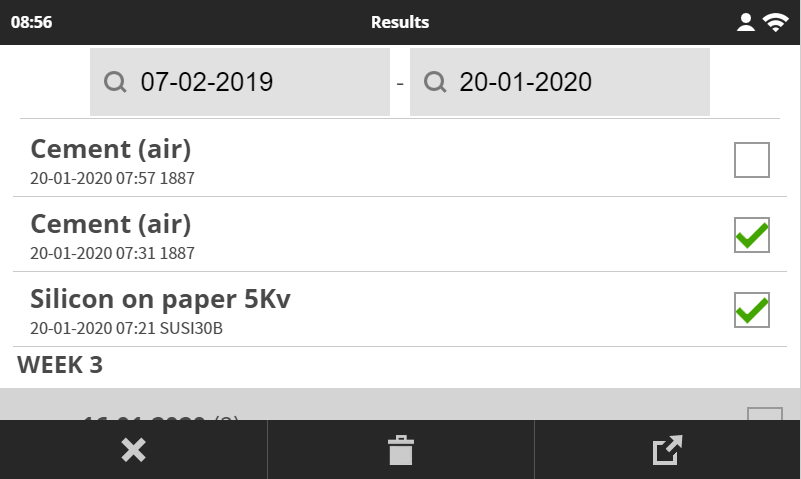 08:56 Results
07-02-2019 - 20-01-2020
Cement (air)
20-01-2020 07:57 1887
Cement (air)
20-01-2020 07:31 1887
Silicon on paper 5Kv
20-01-2020 07:21 SUSI30B
WEEK 3